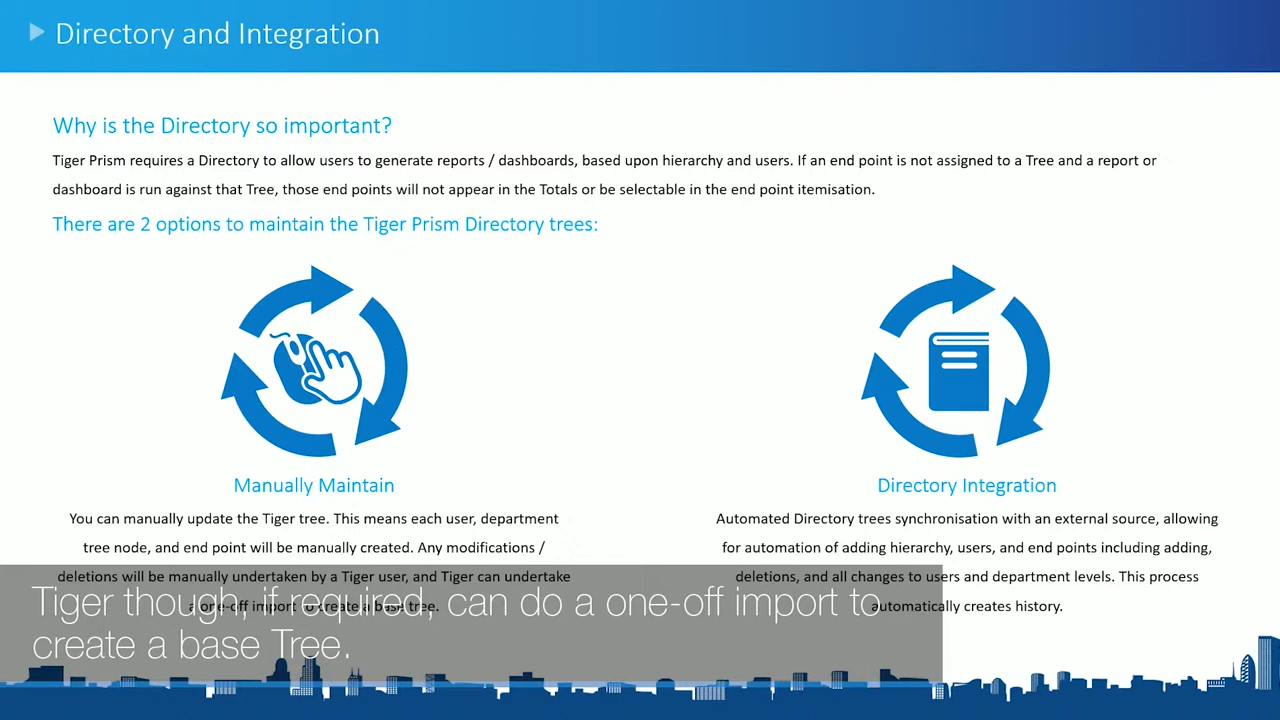 Directory and Integration
Why is the Directory so important?
Tiger Prism requires a Directory to allow users to generate reports / dashboards, based upon hierarchy and users. If an end point is not assigned to a Tree and a report or
dashboard is run against that Tree, those end points will not appear in the Totals or be selectable in the end point itemisation.
There are 2 options to maintain the Tiger Prism Directory trees:
Manually Maintain
You can manually update the Tiger tree. This means each user, department
tree node, and end point will be manually created. Any modifications /
deletions will be manually undertaken by a Tiger user, and Tiger can undertake
a one-off import to create a base tree.
Directory Integration
Automated Directory trees synchronisation with an external source, allowing
for automation of adding hierarchy, users, and end points including adding,
deletions, and all changes to users and department levels. This process
automatically creates history.
Tiger though, if required, can do a one-off import to
create a base Tree.